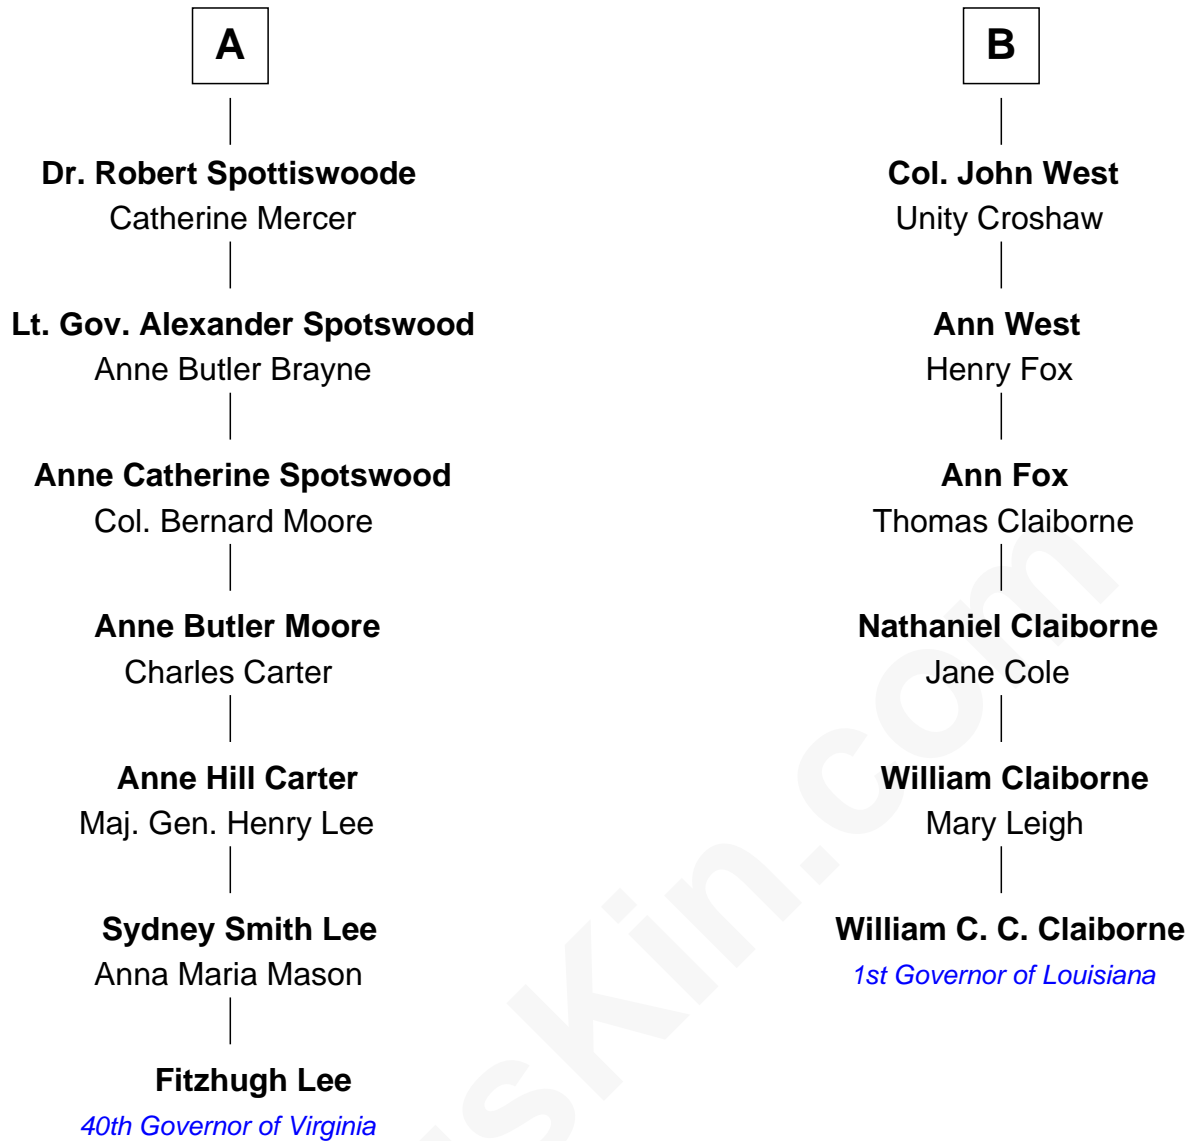 A
Dr. Robert Spottiswoode
Catherine Mercer
Lt. Gov. Alexander Spotswood
Anne Butler Brayne
Anne Catherine Spotswood
Col. Bernard Moore
Anne Butler Moore
Charles Carter
Anne Hill Carter
Maj. Gen. Henry Lee
Sydney Smith Lee
Anna Maria Mason
Fitzhugh Lee
40th Governor of Virginia
B
Col. John West
Unity Croshaw
Ann West
Henry Fox
Ann Fox
Thomas Claiborne
Nathaniel Claiborne
Jane Cole
William Claiborne
Mary Leigh
William C. C. Claiborne
1st Governor of Louisiana